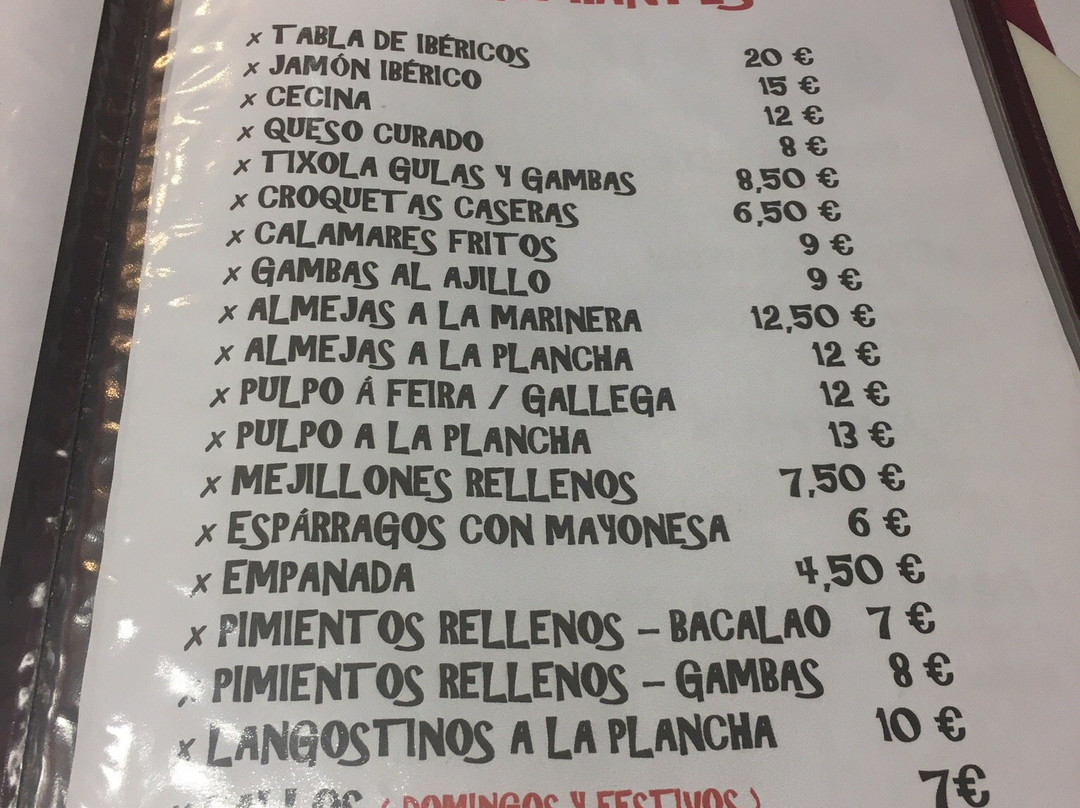 x TABLA DE IBÉRICOS 20 €
x JAMÓN IBÉRICO 15 €
x CECINA 12 €
x QUESO CURADO 8 €
x TIXOLA GULAS Y GAMBAS 8,50 €
x CROQUETAS CASERAS 6,50 €
x CALAMARES FRITOS 9 €
x GAMBAS AL AJILLO 9 €
x ALMEJAS A LA MARINERA 12,50 €
x ALMEJAS A LA PLANCHA 12 €
x PULPO Á FEIRA / GALLEGA 12 €
x PULPO A LA PLANCHA 13 €
x MEJILLONES RELLENOS 7,50 €
x ESPÁRRAGOS CON MAYONESA 6 €
x EMPANADA 4,50 €
x PIMIENTOS RELLENOS - BACALAO 7 €
x PIMIENTOS RELLENOS - GAMBAS 8 €
x LANGOSTINOS A LA PLANCHA 10 €
(DOMINGOS Y FESTIVOS) 7€